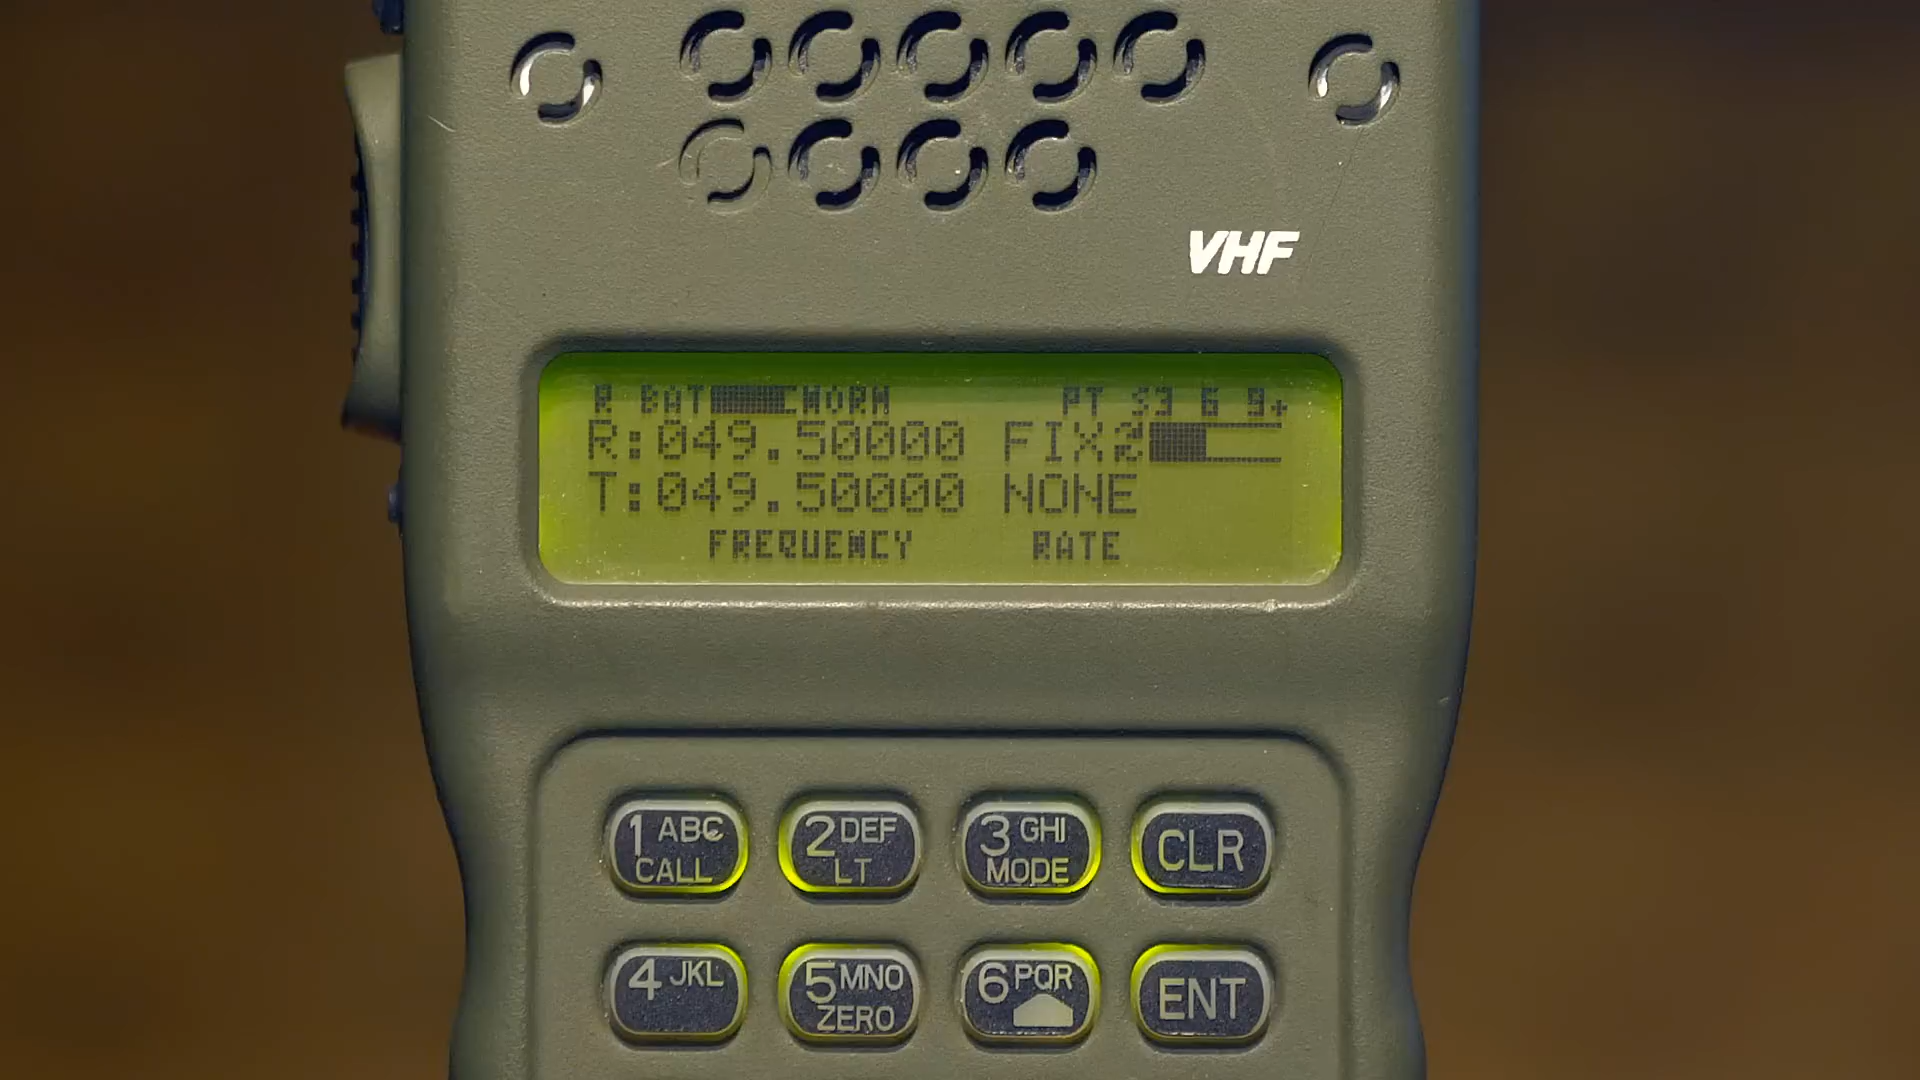 VHF
R BAT NORM PT S3 6 9+
R:049.50000 FIX
T:049.50000 NONE
FREQUENCY RATE
1 ABC CALL
2 DEF LT
3 GHI MODE
CLR
4 JKL
5 MNO ZERO
6 PQR
ENT